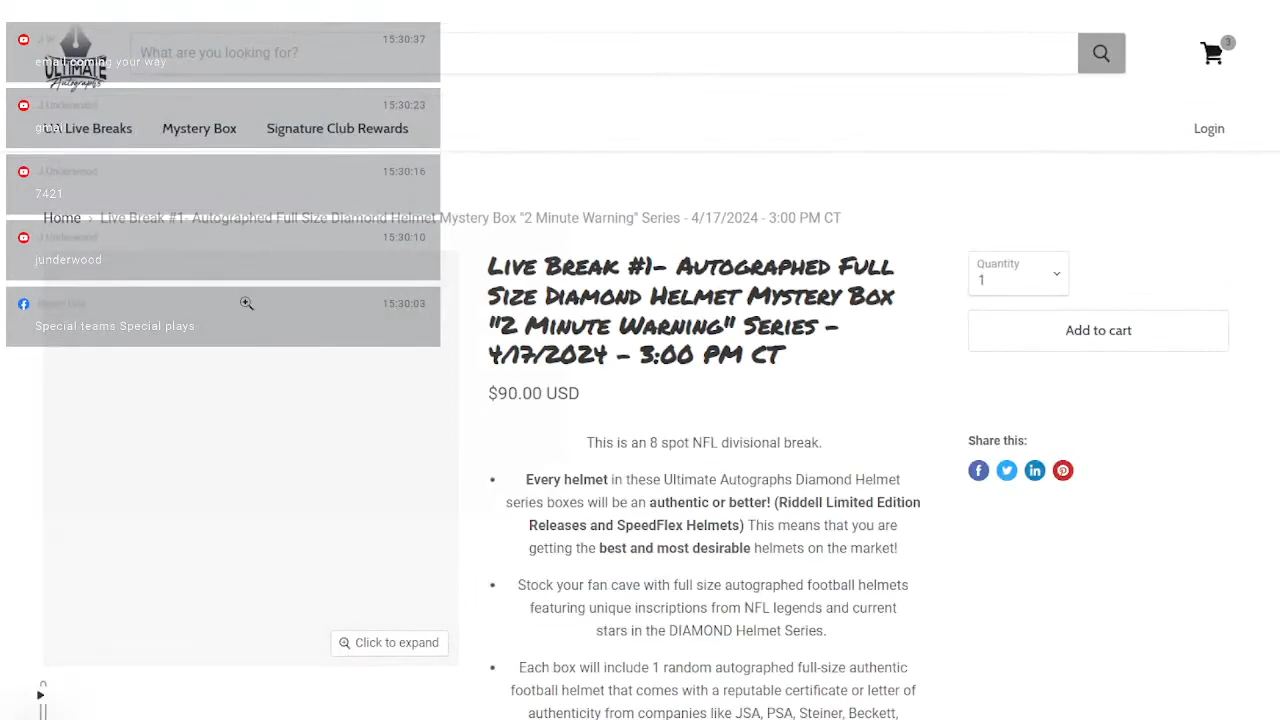 What are you looking for?
3
ULTIMATE
Autographs
Live Breaks
Mystery Box
Signature Club Rewards
Login
15:30:37
email coming your way
J Underwood
15:30:23
J Underwood
15:30:16
7421
J Underwood
15:30:10
junderwood
15:30:03
Special teams Special plays
Home › Live Break #1- Autographed Full Size Diamond Helmet Mystery Box "2 Minute Warning" Series - 4/17/2024 - 3:00 PM CT
Live Break #1- Autographed Full
Size Diamond Helmet Mystery Box
"2 Minute Warning" Series -
4/17/2024 - 3:00 PM CT
$90.00 USD
This is an 8 spot NFL divisional break.
• Every helmet in these Ultimate Autographs Diamond Helmet
series boxes will be an authentic or better! (Riddell Limited Edition
Releases and SpeedFlex Helmets) This means that you are
getting the best and most desirable helmets on the market!
• Stock your fan cave with full size autographed football helmets
featuring unique inscriptions from NFL legends and current
stars in the DIAMOND Helmet Series.
• Each box will include 1 random autographed full-size authentic
football helmet that comes with a reputable certificate or letter of
authenticity from companies like JSA, PSA, Steiner, Beckett,
Click to expand
Quantity
1
Add to cart
Share this: